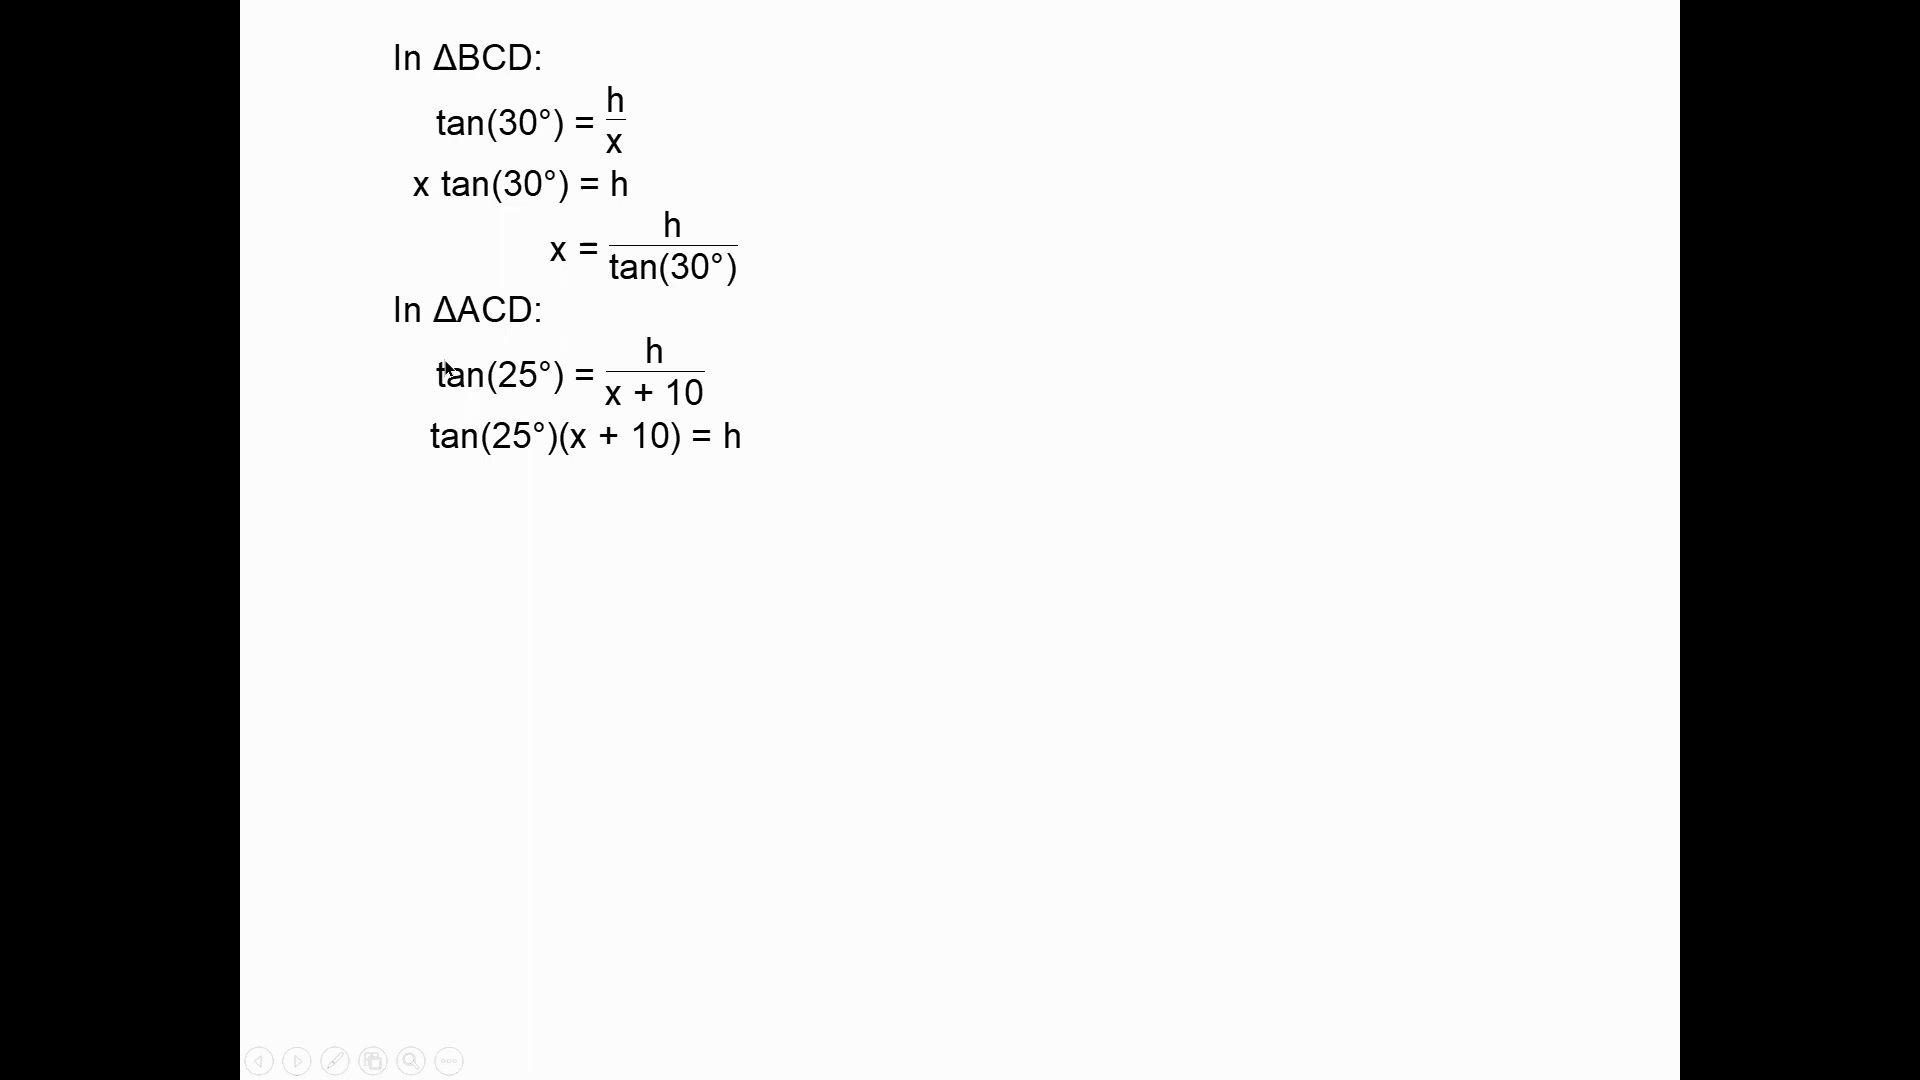 In ΔBCD:
tan(30°) = h/x
x tan(30°) = h
x = h/tan(30°)
In ΔACD:
tan(25°) = h/(x + 10)
tan(25°)(x + 10) = h